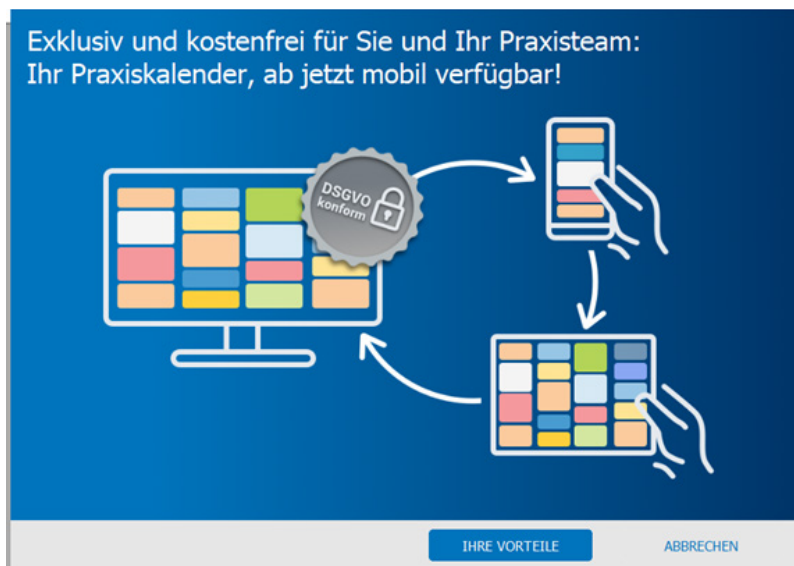 Exklusiv und kostenfrei für Sie und Ihr Praxisteam:
Ihr Praxiskalender, ab jetzt mobil verfügbar!
DSGVO
konform
IHRE VORTEILE
ABBRECHEN